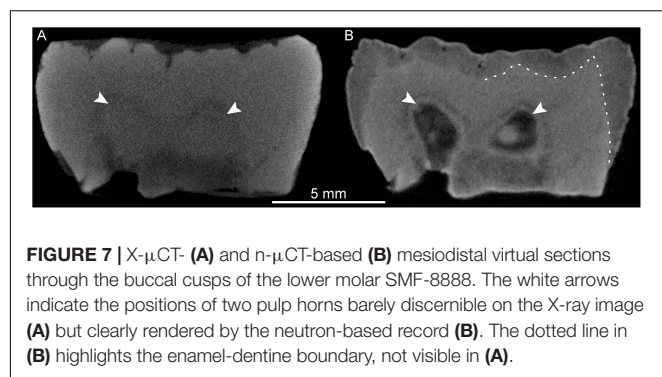 A
B
5 mm
FIGURE 7 | X-μCT- (A) and n-μCT-based (B) mesiodistal virtual sections
through the buccal cusps of the lower molar SMF-8888. The white arrows
indicate the positions of two pulp horns barely discernible on the X-ray image
(A) but clearly rendered by the neutron-based record (B). The dotted line in
(B) highlights the enamel-dentine boundary, not visible in (A).